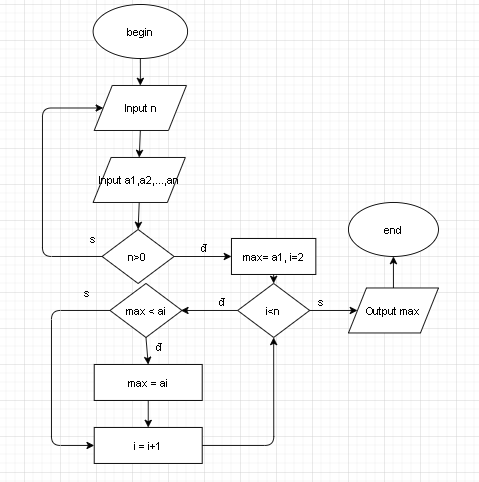 begin
Input n
Input a1,a2,...,an
n>0
s
đ
max= a1, i=2
i<n
đ
s
Output max
end
max < ai
s
đ
max = ai
i = i+1